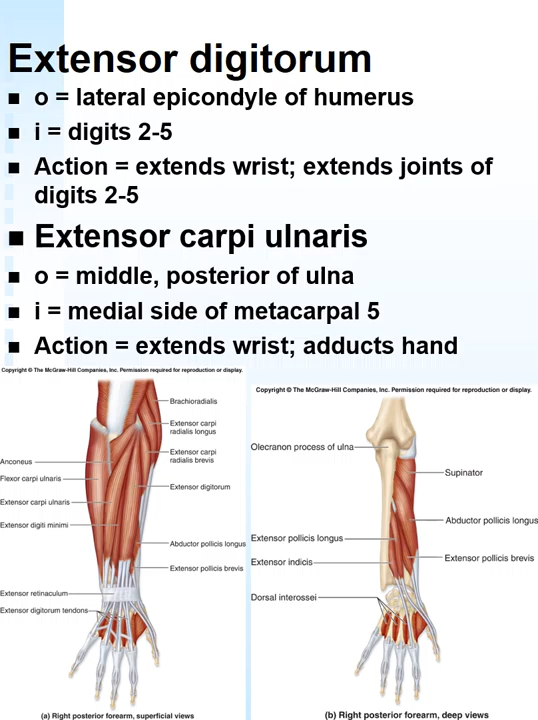 Extensor digitorum
o = lateral epicondyle of humerus
i = digits 2-5
Action = extends wrist; extends joints of
digits 2-5
Extensor carpi ulnaris
o = middle, posterior of ulna
i = medial side of metacarpal 5
Action = extends wrist; adducts hand
Copyright © The McGraw-Hill Companies, Inc. Permission required for reproduction or display.
Brachioradialis
Extensor carpi
radialis longus
Extensor carpi
radialis brevis
Anconeus
Flexor carpi ulnaris
Extensor digitorum
Extensor carpi ulnaris
Extensor digiti minimi
Abductor pollicis longus
Extensor pollicis brevis
Extensor retinaculum
Extensor digitorum tendons
(a) Right posterior forearm, superficial views
Copyright © The McGraw-Hill Companies, Inc. Permission required for reproduction or display.
Olecranon process of ulna
Supinator
Abductor pollicis longus
Extensor pollicis longus
Extensor pollicis brevis
Extensor indicis
Dorsal interossei
(b) Right posterior forearm, deep views